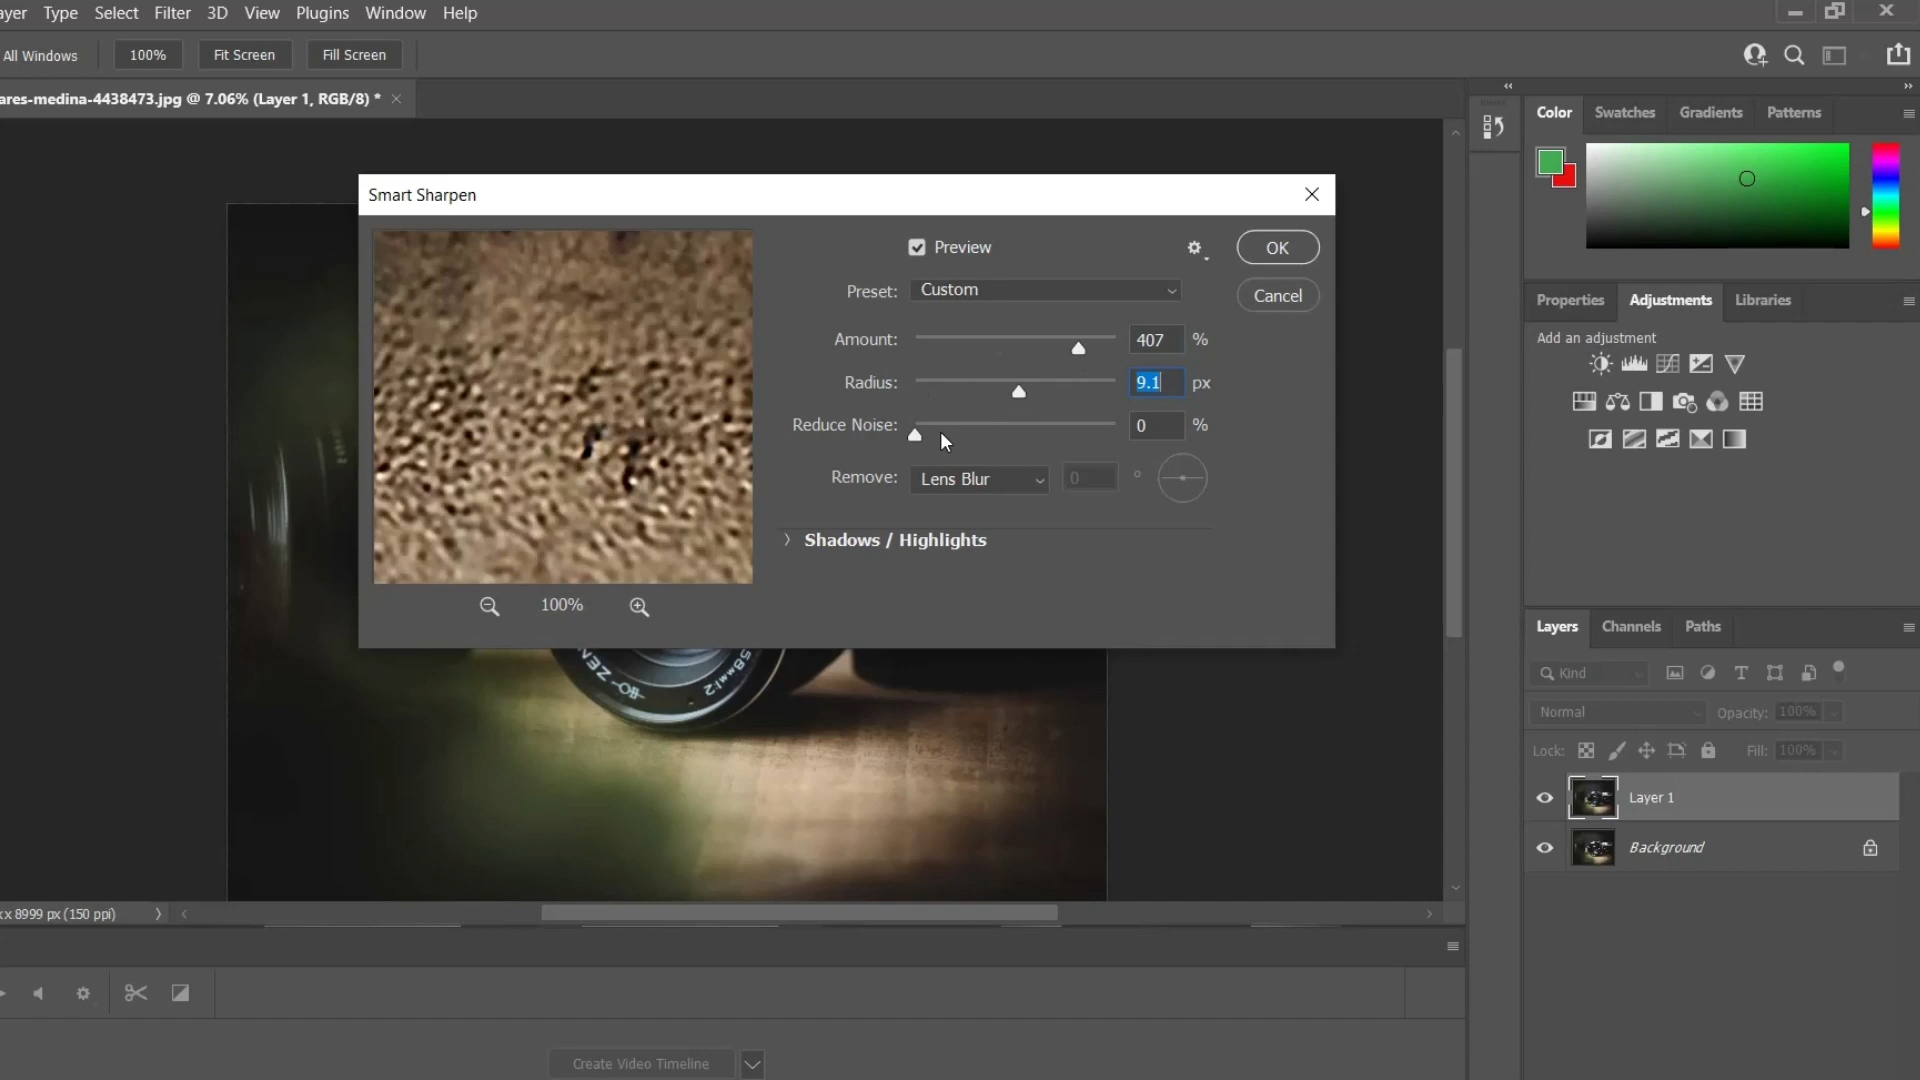 ayer Type Select Filter 3D View Plugins Window Help
All Windows 100% Fit Screen Fill Screen
ares-medina-4438473.jpg @ 7.06% (Layer 1, RGB/8) *
Color Swatches Gradients Patterns
Smart Sharpen
Preview
OK
Preset: Custom
Cancel
Amount: 407 %
Radius: 9.1 px
Reduce Noise: 0 %
Remove: Lens Blur 0 °
Shadows / Highlights
100%
Properties Adjustments Libraries
Add an adjustment
ZEN
58mm
Layers Channels Paths
Kind
Normal Opacity: 100%
Lock: Fill: 100%
Layer 1
Background
x 8999 px (150 ppi)
Create Video Timeline